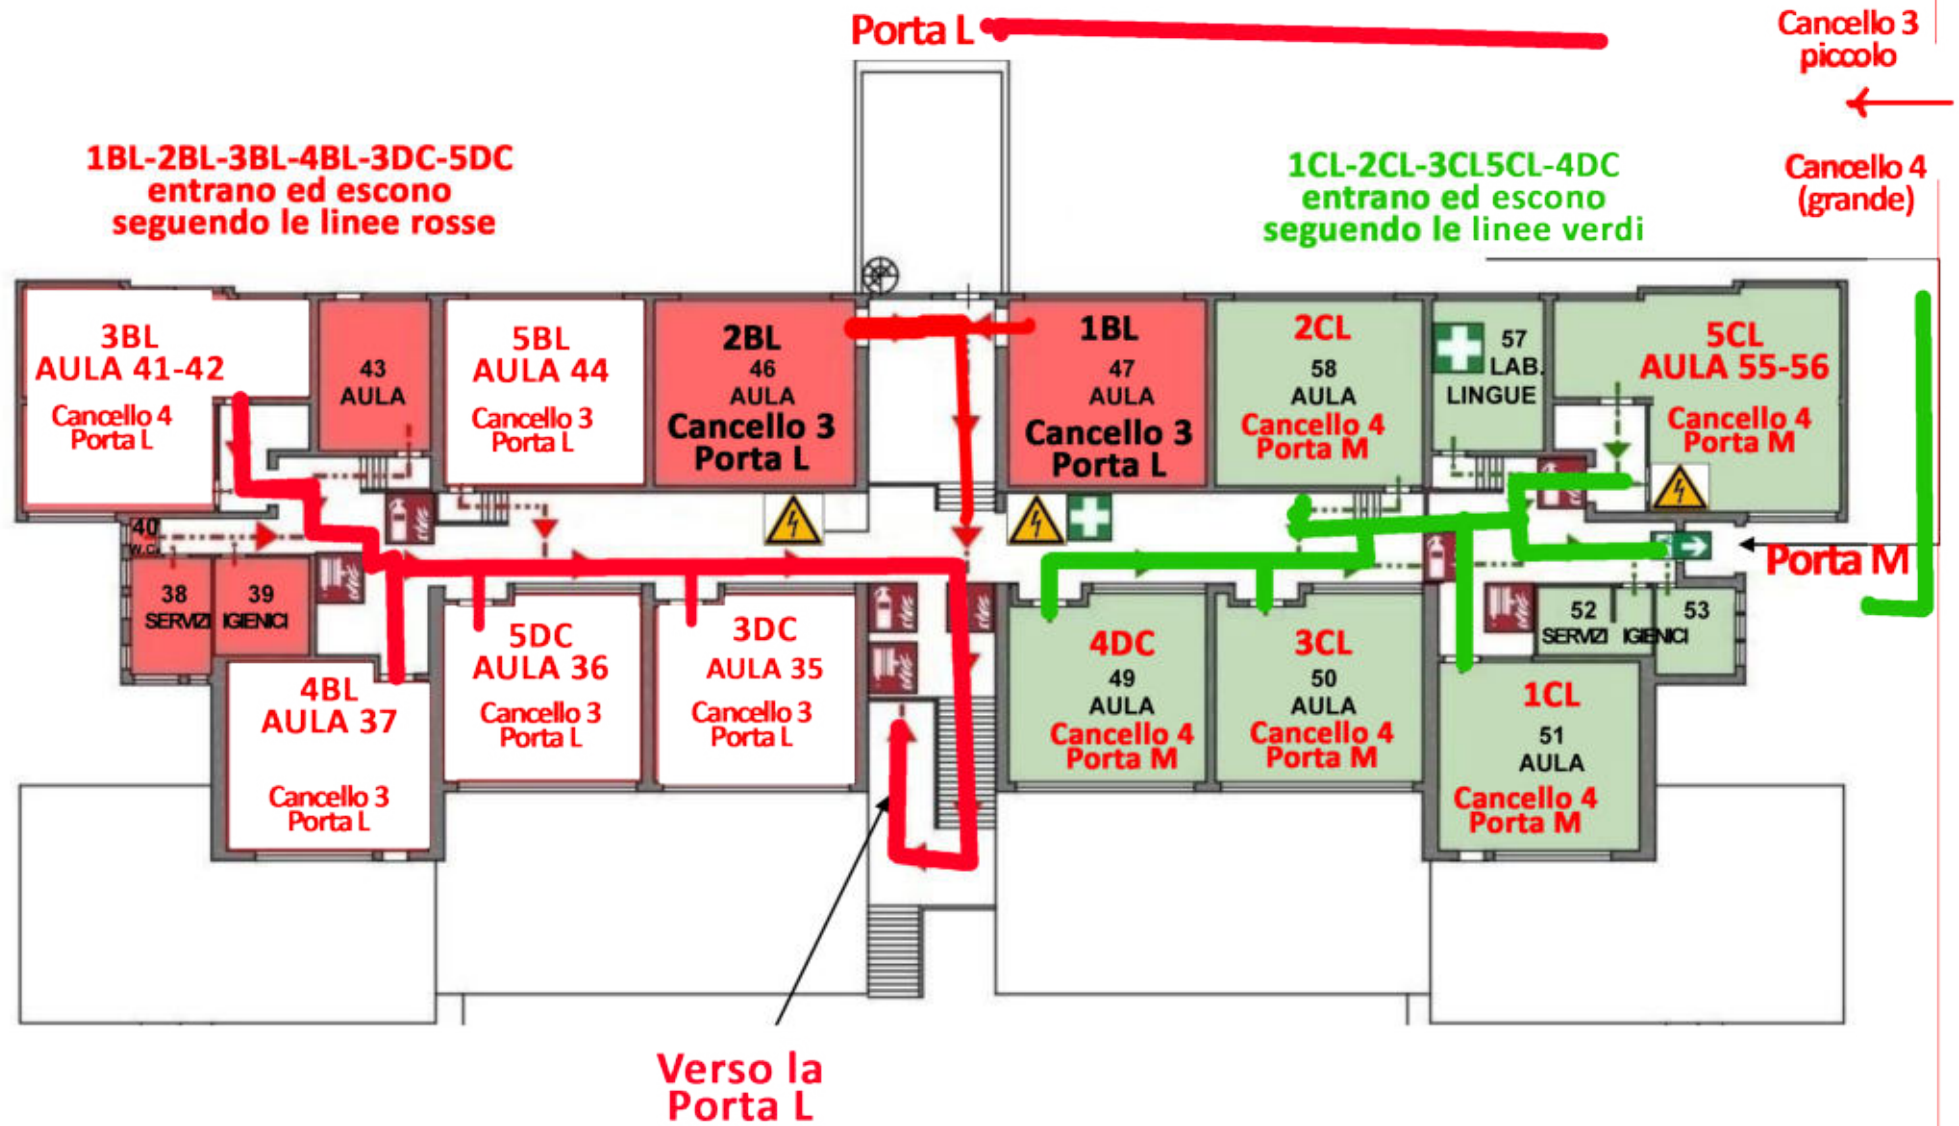 Porta L
Cancello 3
piccolo
Cancello 4
(grande)
1BL-2BL-3BL-4BL-3DC-5DC
entrano ed escono
seguendo le linee rosse
1CL-2CL-3CL5CL-4DC
entrano ed escono
seguendo le linee verdi
3BL
AULA 41-42
Cancello 4
Porta L
43
AULA
5BL
AULA 44
Cancello 3
Porta L
2BL
46
AULA
Cancello 3
Porta L
1BL
47
AULA
Cancello 3
Porta L
2CL
58
AULA
Cancello 4
Porta M
57
LAB.
LINGUE
5CL
AULA 55-56
Cancello 4
Porta M
40
W.C.
Porta M
38
SERVIZI
39
IGIENICI
4BL
AULA 37
Cancello 3
Porta L
5DC
AULA 36
Cancello 3
Porta L
3DC
AULA 35
Cancello 3
Porta L
4DC
49
AULA
Cancello 4
Porta M
3CL
50
AULA
Cancello 4
Porta M
52
SERVIZI
53
IGIENICI
1CL
51
AULA
Cancello 4
Porta M
Verso la
Porta L